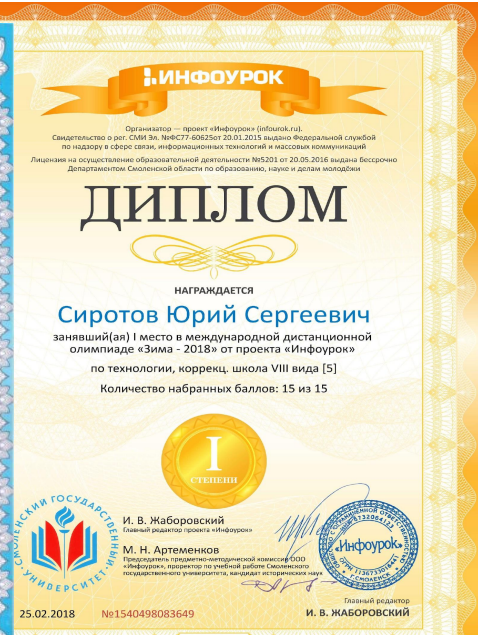 ИНФОУРОК
Организатор — проект «Инфоурок» (infourok.ru).
Свидетельство о рег. СМИ Эл. №ФС77-60625от 20.01.2015 выдано Федеральной службой
по надзору в сфере связи, информационных технологий и массовых коммуникаций
Лицензия на осуществление образовательной деятельности №5201 от 20.05.2016 выдана бессрочно
Департаментом Смоленской области по образованию, науке и делам молодёжи
ДИПЛОМ
НАГРАЖДАЕТСЯ
Сиротов Юрий Сергеевич
занявший(ая) I место в международной дистанционной
олимпиаде «Зима - 2018» от проекта «Инфоурок»
по технологии, коррекц. школа VIII вида [5]
Количество набранных баллов: 15 из 15
I
СТЕПЕНИ
СМОЛЕНСКИЙ ГОСУДАРСТВЕННЫЙ УНИВЕРСИТЕТ
И. В. Жаборовский
Главный редактор проекта «Инфоурок»
М. Н. Артеменков
Председатель предметно-методической комиссии ООО
«Инфоурок», проректор по учебной работе Смоленского
государственного университета, кандидат исторических наук
«Инфоурок»
г.СМОЛЕНСК
Главный редактор
25.02.2018 №1540498083649 И. В. ЖАБОРОВСКИЙ